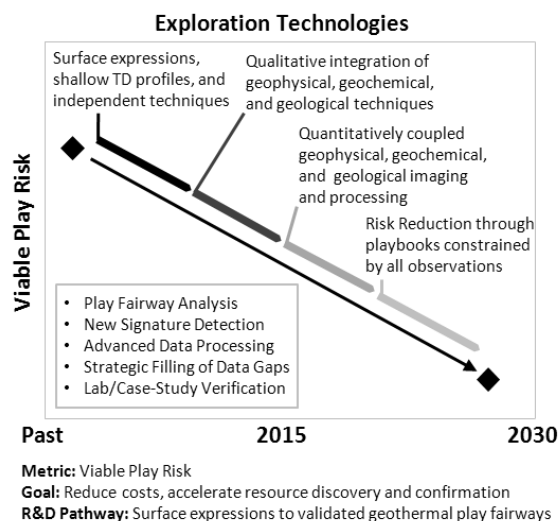 Exploration Technologies
Surface expressions,
shallow TD profiles, and
independent techniques
Qualitative integration of
geophysical, geochemical,
and geological techniques
Quantitatively coupled
geophysical, geochemical,
and geological imaging
and processing
Risk Reduction through
playbooks constrained
by all observations
Viable Play Risk
• Play Fairway Analysis
• New Signature Detection
• Advanced Data Processing
• Strategic Filling of Data Gaps
• Lab/Case-Study Verification
Past 2015 2030
Metric: Viable Play Risk
Goal: Reduce costs, accelerate resource discovery and confirmation
R&D Pathway: Surface expressions to validated geothermal play fairways